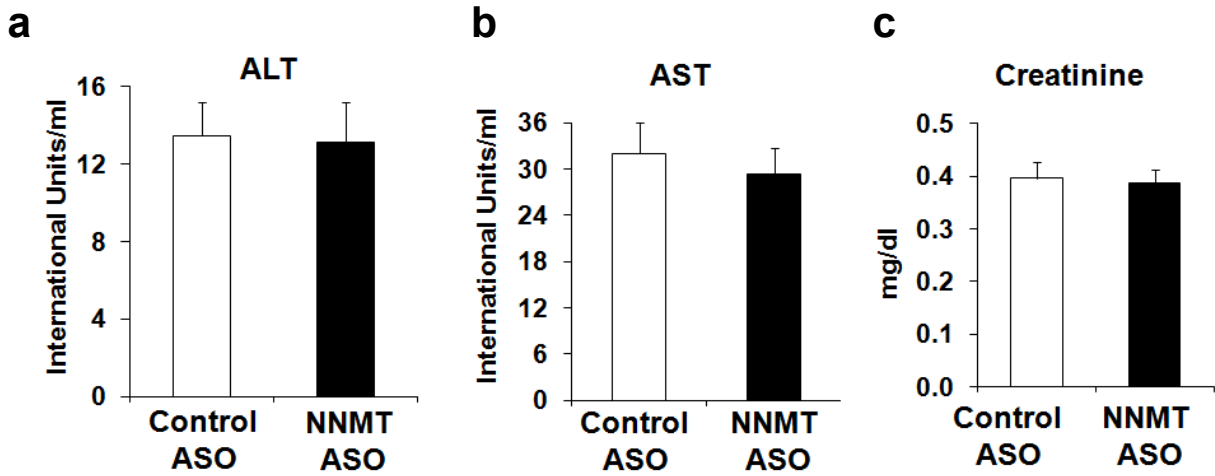 a
ALT
International Units/ml
16
12
8
4
0
Control ASO
NNMT ASO
b
AST
International Units/ml
36
30
24
18
12
6
0
Control ASO
NNMT ASO
c
Creatinine
mg/dl
0.5
0.4
0.3
0.2
0.1
0.0
Control ASO
NNMT ASO